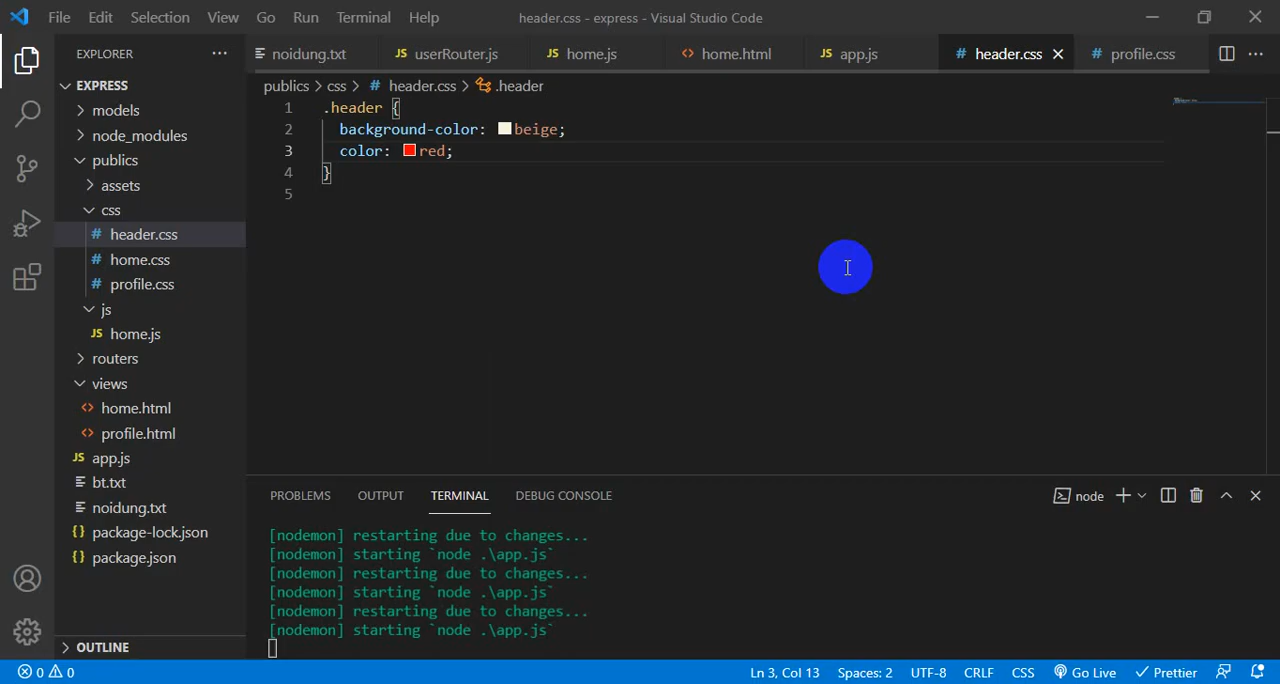 File Edit Selection View Go Run Terminal Help header.css - express - Visual Studio Code
EXPLORER
noidung.txt JS userRouter.js JS home.js <> home.html JS app.js # header.css # profile.css
EXPRESS
models
node_modules
publics
assets
css
# header.css
# home.css
# profile.css
js
JS home.js
routers
views
<> home.html
<> profile.html
JS app.js
bt.txt
noidung.txt
{} package-lock.json
{} package.json
OUTLINE
publics > css > # header.css > .header
1 .header {
2 background-color: beige;
3 color: red;
4 }
5
PROBLEMS OUTPUT TERMINAL DEBUG CONSOLE node
[nodemon] restarting due to changes...
[nodemon] starting `node .\app.js`
[nodemon] restarting due to changes...
[nodemon] starting `node .\app.js`
[nodemon] restarting due to changes...
[nodemon] starting `node .\app.js`
0 0 Ln 3, Col 13 Spaces: 2 UTF-8 CRLF CSS Go Live Prettier